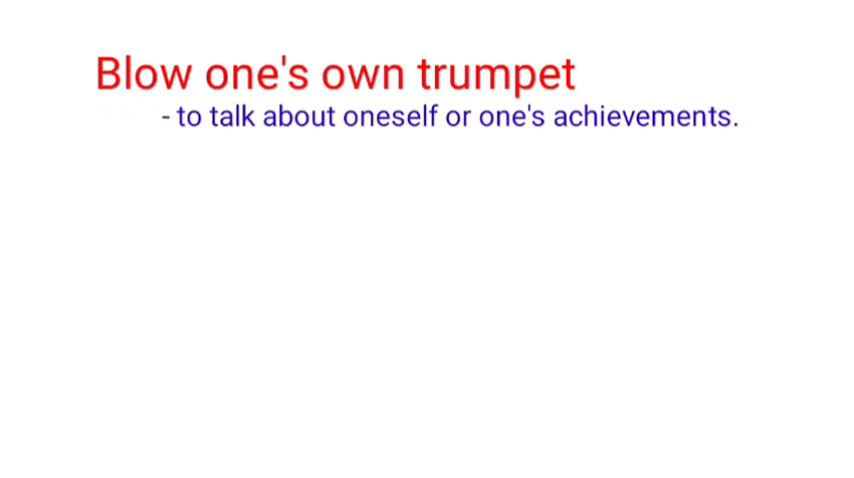 Blow one's own trumpet
- to talk about oneself or one's achievements.